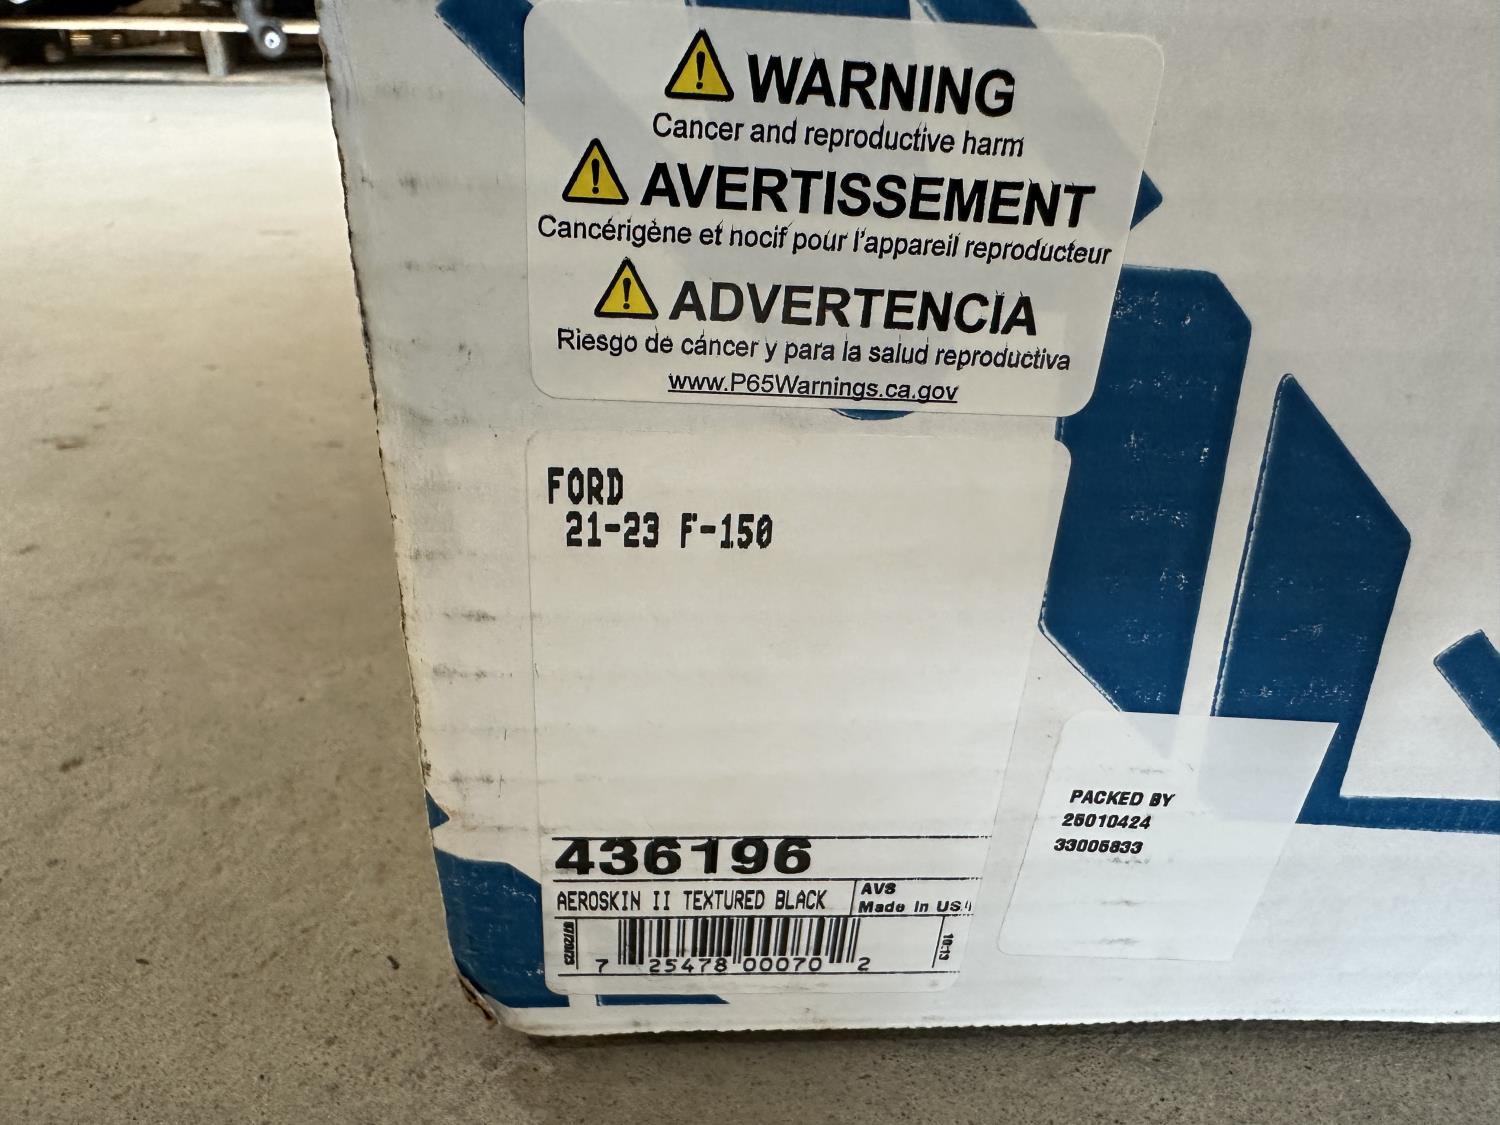 WARNING
Cancer and reproductive harm
AVERTISSEMENT
Cancérigène et nocif pour l'appareil reproducteur
ADVERTENCIA
Riesgo de cáncer y para la salud reproductiva
www.P65Warnings.ca.gov
FORD
21-23 F-150
436196
AEROSKIN II TEXTURED BLACK
AVS
Made In USA
7 25478 00070 2
10-13
PACKED BY
25010424
33005833